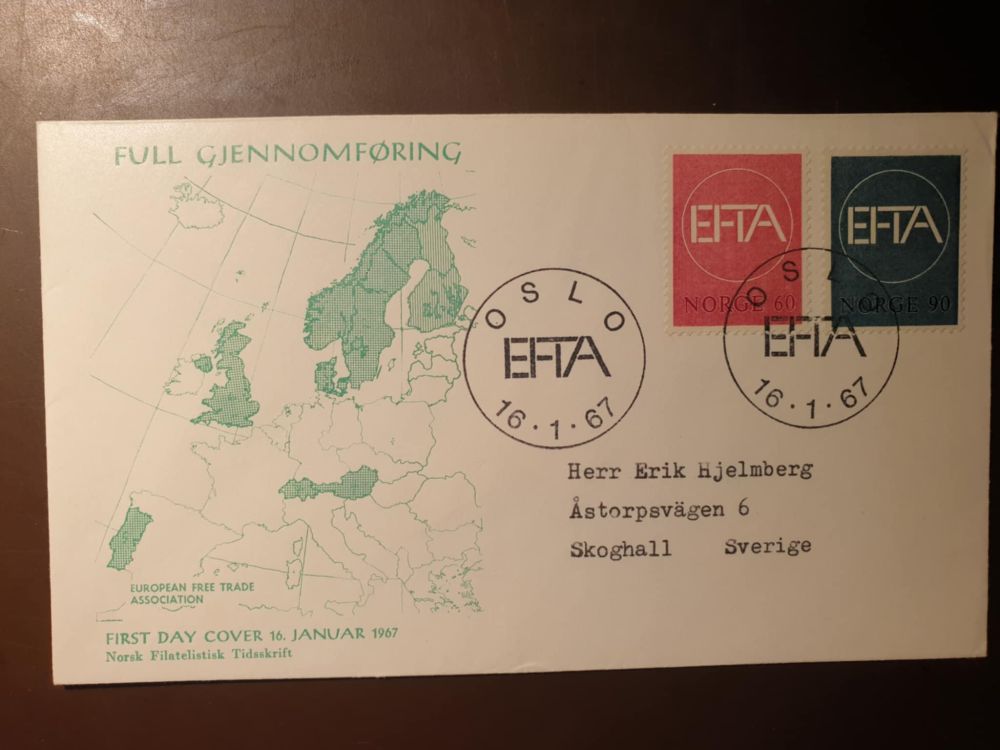 FULL GJENNOMFØRING
EFTA
NORGE 60
EFTA
NORGE 90
OSLO
EFTA
16.1.67
OSLO
EFTA
16.1.67
Herr Erik Hjelmberg
Åstorpsvägen 6
Skoghall Sverige
EUROPEAN FREE TRADE
ASSOCIATION
FIRST DAY COVER 16. JANUAR 1967
Norsk Filatelistisk Tidsskrift